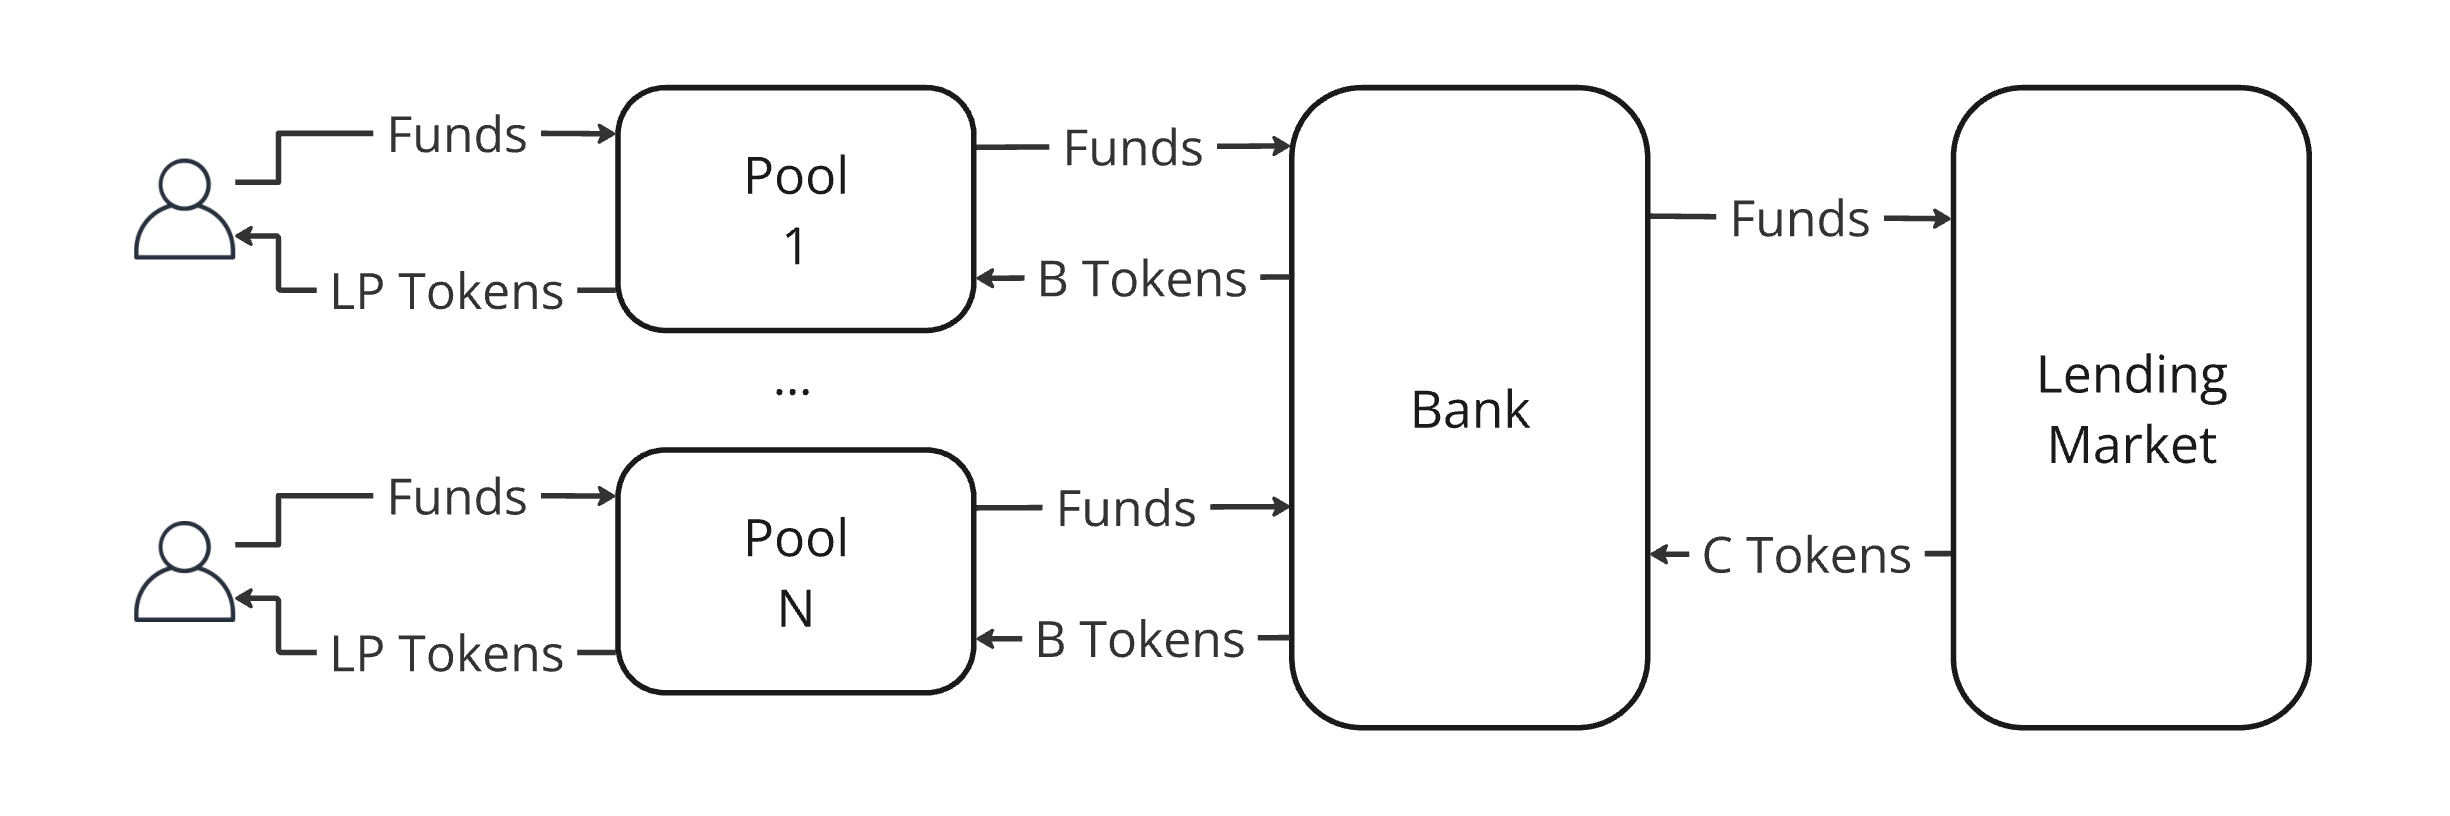 Funds
LP Tokens
Pool
1
Funds
B Tokens
...
Funds
LP Tokens
Pool
N
Funds
B Tokens
Bank
Funds
C Tokens
Lending
Market